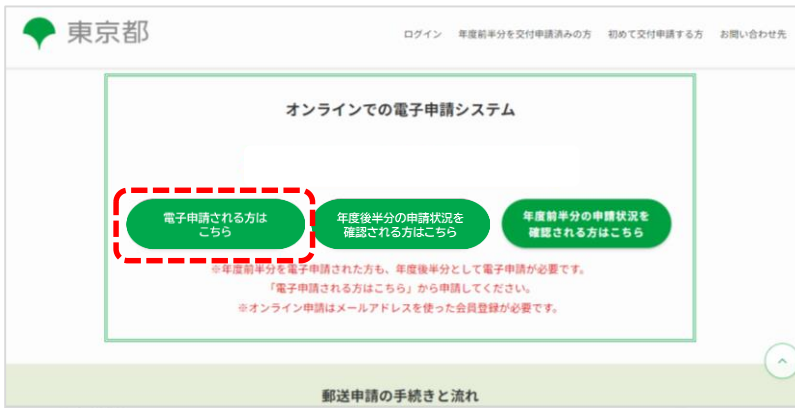 東京都
ログイン 年度前半分を交付申請済みの方 初めて交付申請する方 お問い合わせ先
オンラインでの電子申請システム
電子申請される方は
こちら
年度後半分の申請状況を
確認される方はこちら
年度前半分の申請状況を
確認される方はこちら
※年度前半分を電子申請された方も、年度後半分として電子申請が必要です。
「電子申請される方はこちら」から申請してください。
※オンライン申請はメールアドレスを使った会員登録が必要です。
郵送申請の手続きと流れ